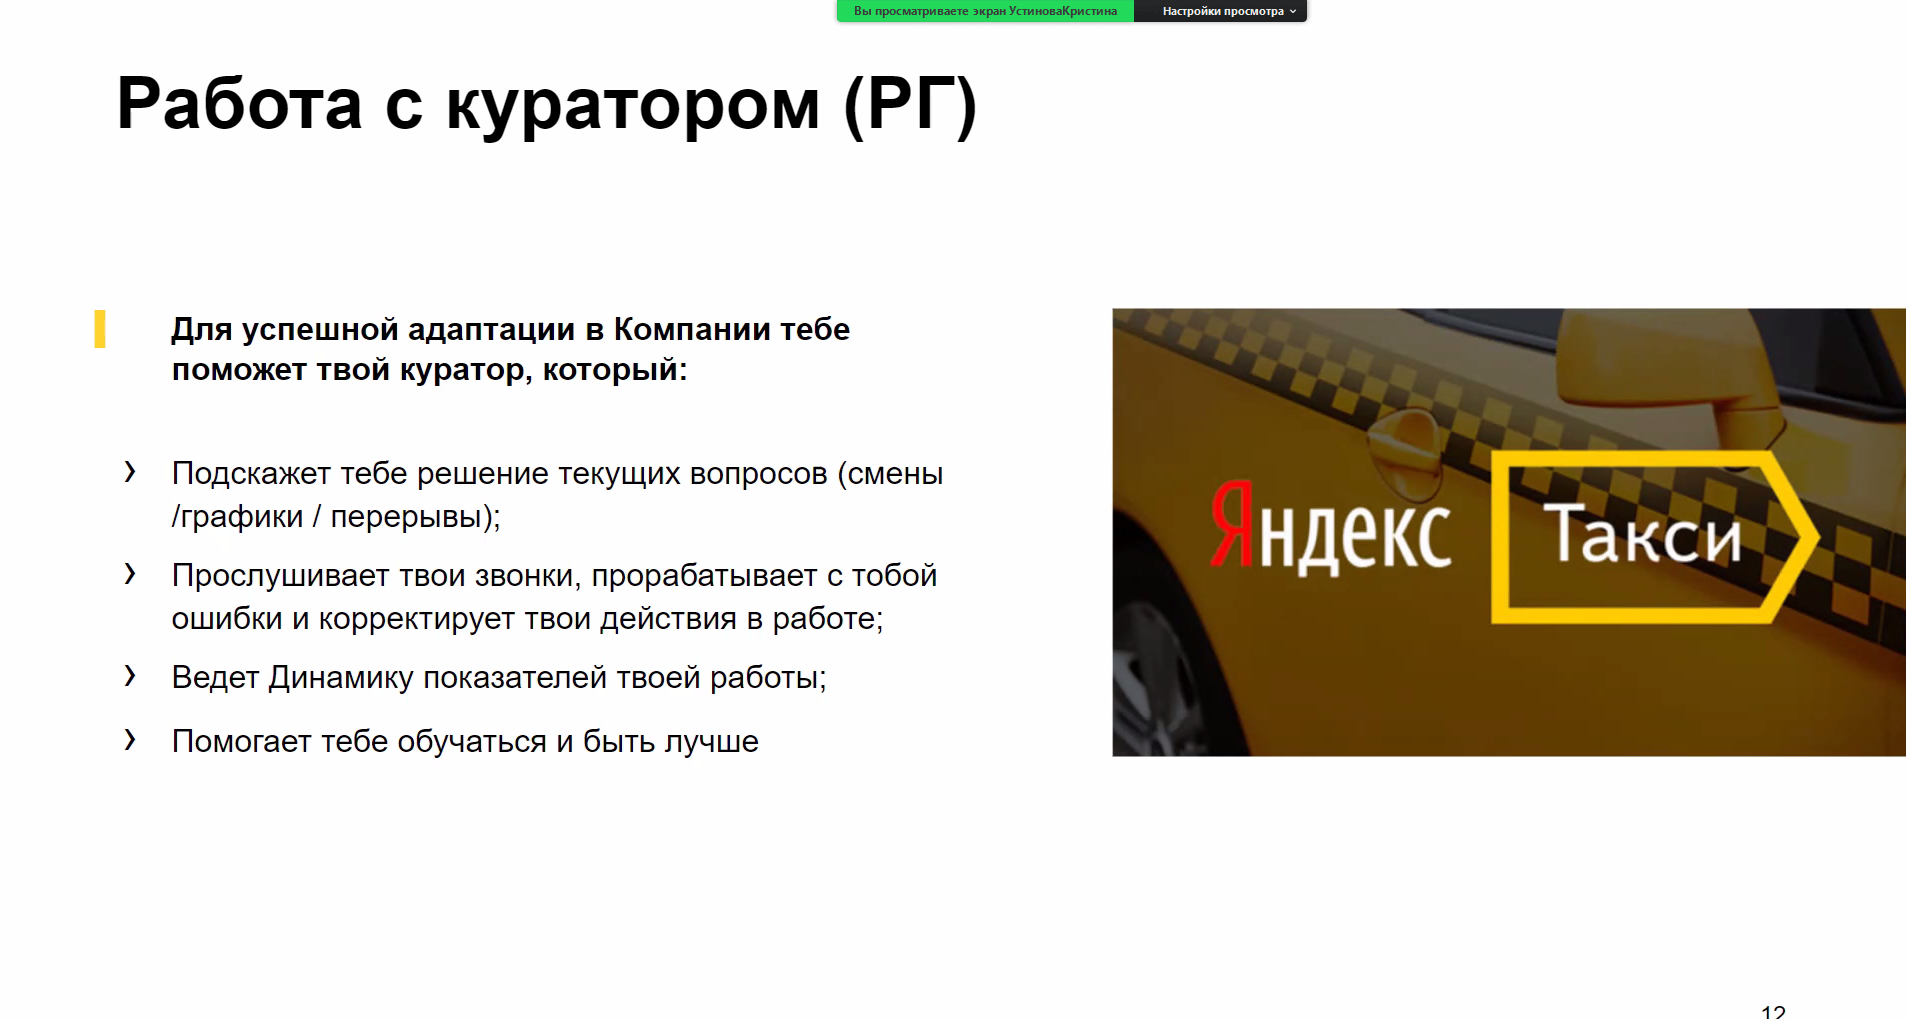 Вы просматриваете экран УстиноваКристина
Настройки просмотра
Работа с куратором (РГ)
Для успешной адаптации в Компании тебе
поможет твой куратор, который:
Подскажет тебе решение текущих вопросов (смены
/графики / перерывы);
Прослушивает твои звонки, прорабатывает с тобой
ошибки и корректирует твои действия в работе;
Ведет Динамику показателей твоей работы;
Помогает тебе обучаться и быть лучше
Яндекс Такси
12